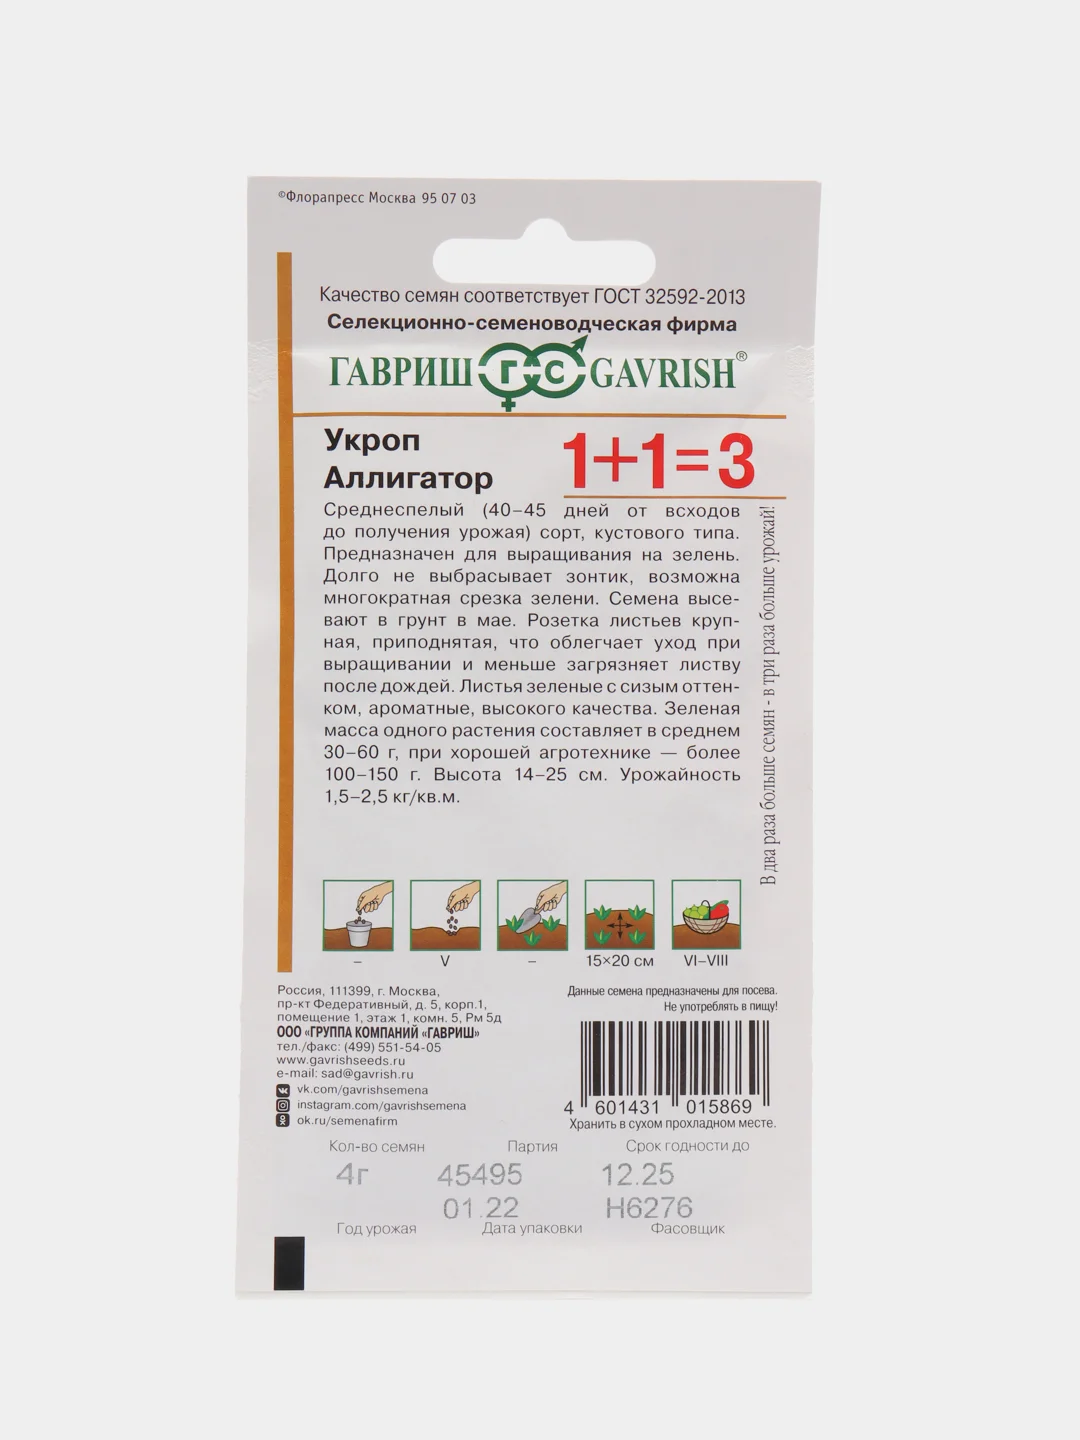 ©Флорапресс Москва 95 07 03
Качество семян соответствует ГОСТ 32592-2013
Селекционно-семеноводческая фирма
ГАВРИШ ГС GAVRISH®
Укроп
Аллигатор
1+1=3
Среднеспелый (40–45 дней от всходов
до получения урожая) сорт, кустового типа.
Предназначен для выращивания на зелень.
Долго не выбрасывает зонтик, возможна
многократная срезка зелени. Семена высе-
вают в грунт в мае. Розетка листьев круп-
ная, приподнятая, что облегчает уход при
выращивании и меньше загрязняет листву
после дождей. Листья зеленые с сизым оттен-
ком, ароматные, высокого качества. Зеленая
масса одного растения составляет в среднем
30–60 г, при хорошей агротехнике — более
100–150 г. Высота 14–25 см. Урожайность
1,5–2,5 кг/кв.м.
В два раза больше семян - в три раза больше урожай!
– V – 15×20 см VI–VIII
Россия, 111399, г. Москва,
пр-кт Федеративный, д. 5, корп.1,
помещение 1, этаж 1, комн. 5, Рм 5д
ООО «ГРУППА КОМПАНИЙ «ГАВРИШ»
тел./факс: (499) 551-54-05
www.gavrishseeds.ru
e-mail: sad@gavrish.ru
vk.com/gavrishsemena
instagram.com/gavrishsemena
ok.ru/semenafirm
Данные семена предназначены для посева.
Не употреблять в пищу!
4 601431 015869
Хранить в сухом прохладном месте.
Кол-во семян Партия Срок годности до
4г 45495 12.25
01.22 Н6276
Год урожая Дата упаковки Фасовщик